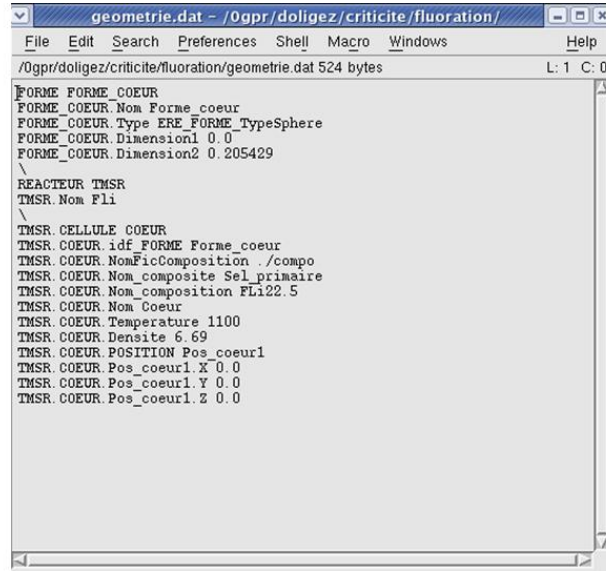 geometrie.dat - /0gpr/doligez/criticite/fluoration/
File Edit Search Preferences Shell Macro Windows Help
/0gpr/doligez/criticite/fluoration/geometrie.dat 524 bytes L: 1 C: 0
FORME FORME_COEUR
FORME_COEUR.Nom Forme_coeur
FORME_COEUR.Type ERE_FORME_TypeSphere
FORME_COEUR.Dimension1 0.0
FORME_COEUR.Dimension2 0.205429
\
REACTEUR TMSR
TMSR.Nom Fli
\
TMSR.CELLULE COEUR
TMSR.COEUR.idf_FORME Forme_coeur
TMSR.COEUR.NomFicComposition ./compo
TMSR.COEUR.Nom_composite Sel_primaire
TMSR.COEUR.Nom_composition FLi22.5
TMSR.COEUR.Nom Coeur
TMSR.COEUR.Temperature 1100
TMSR.COEUR.Densite 6.69
TMSR.COEUR.POSITION Pos_coeur1
TMSR.COEUR.Pos_coeur1.X 0.0
TMSR.COEUR.Pos_coeur1.Y 0.0
TMSR.COEUR.Pos_coeur1.Z 0.0